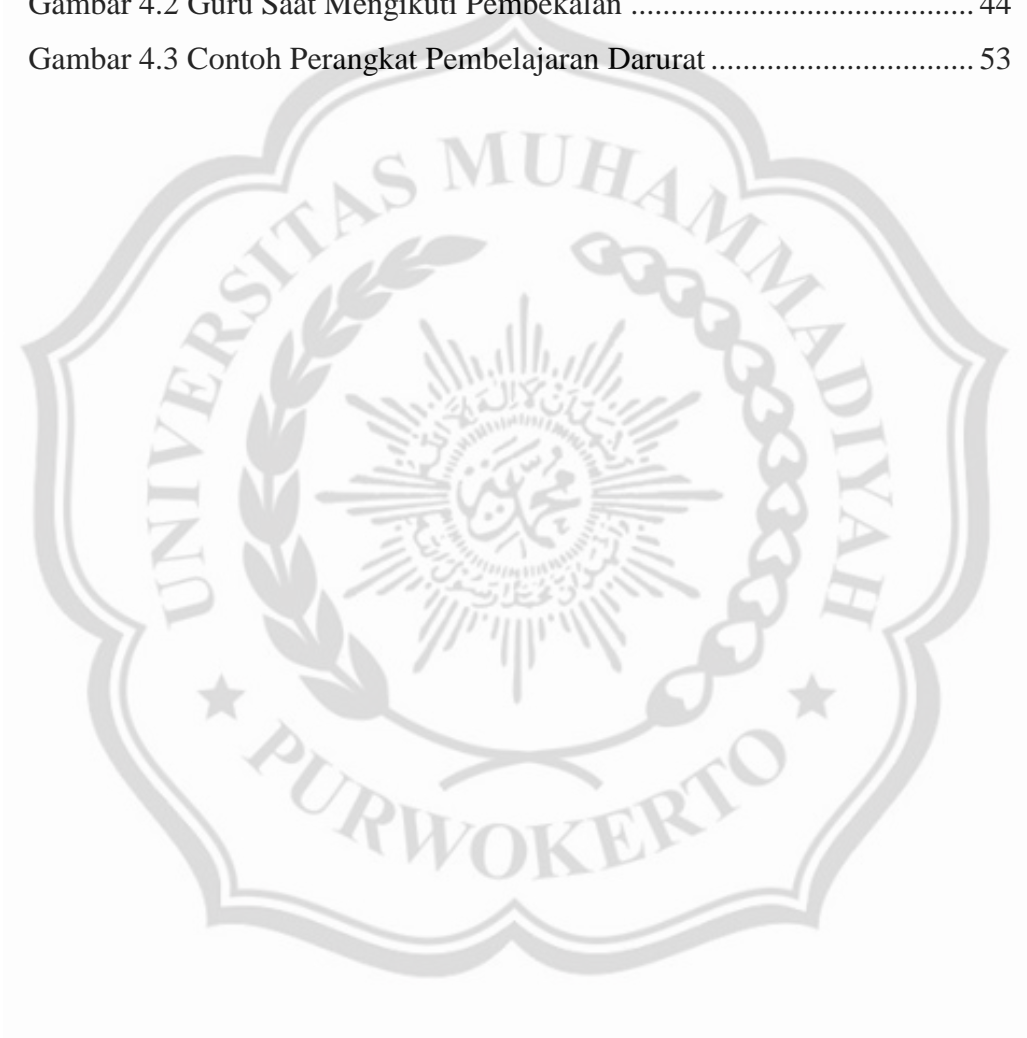 Gambar 4.2 Guru Saat Mengikuti Pembekalan ........................................ 44
Gambar 4.3 Contoh Perangkat Pembelajaran Darurat ................................ 53
UNIVERSITAS MUHAMMADIYAH
محمد
PURWOKERTO